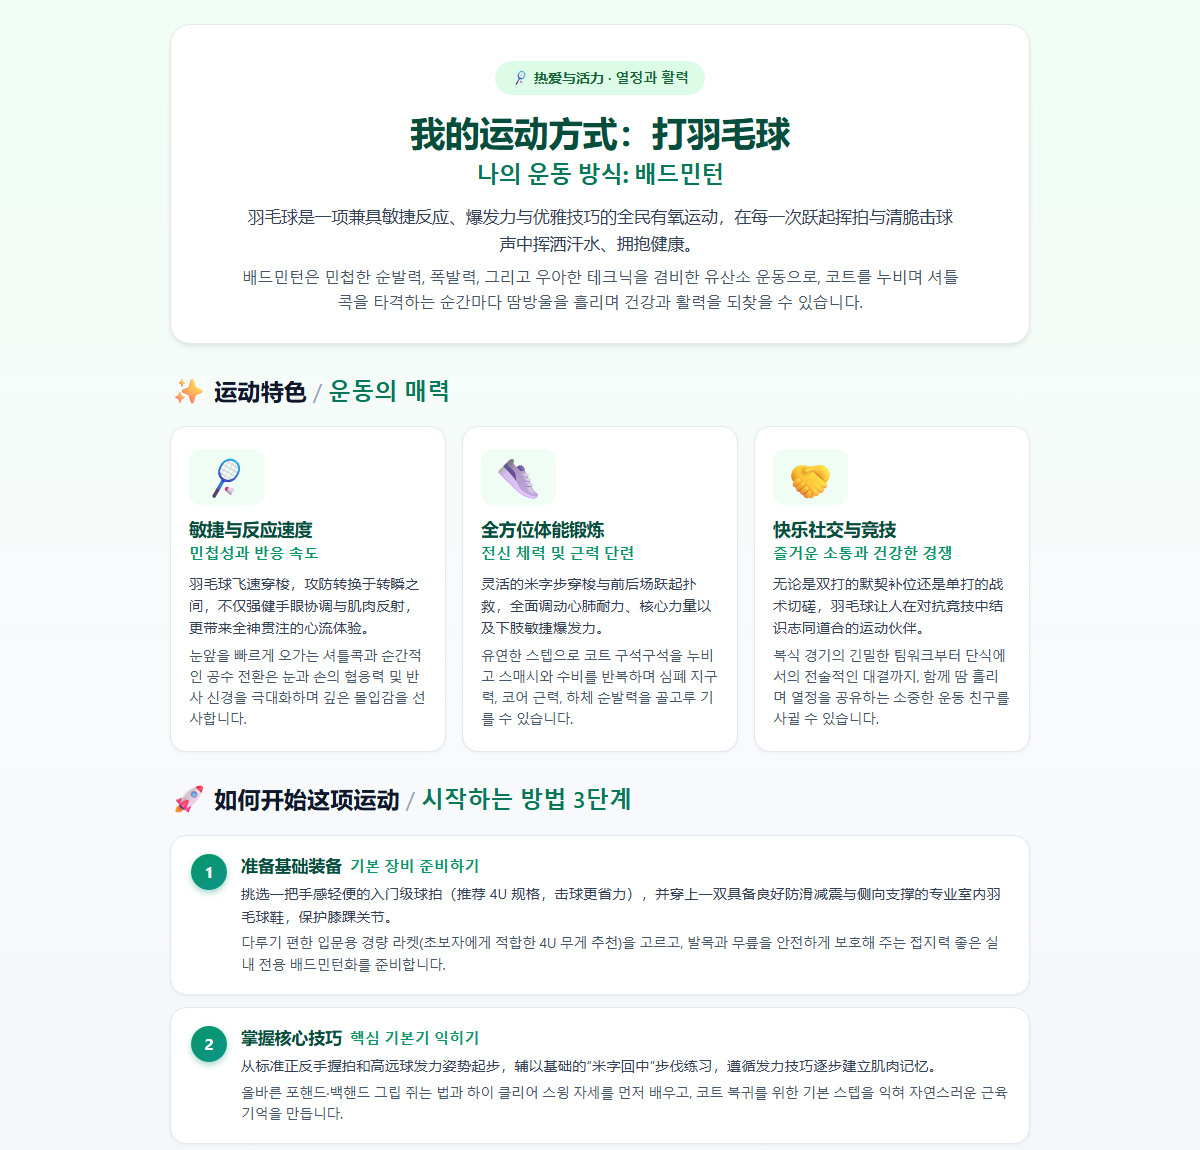 热爱与活力 · 열정과 활력
我的运动方式：打羽毛球
나의 운동 방식: 배드민턴
羽毛球是一项兼具敏捷反应、爆发力与优雅技巧的全民有氧运动，在每一次跃起挥拍与清脆击球
声中挥洒汗水、拥抱健康。
배드민턴은 민첩한 순발력, 폭발력, 그리고 우아한 테크닉을 겸비한 유산소 운동으로, 코트를 누비며 셔틀
콕을 타격하는 순간마다 땀방울을 흘리며 건강과 활력을 되찾을 수 있습니다.
运动特色 / 운동의 매력
敏捷与反应速度
민첩성과 반응 속도
羽毛球飞速穿梭，攻防转换于转瞬之
间，不仅强健手眼协调与肌肉反射，
更带来全神贯注的心流体验。
눈앞을 빠르게 오가는 셔틀콕과 순간적
인 공수 전환은 눈과 손의 협응력 및 반
사 신경을 극대화하며 깊은 몰입감을 선
사합니다.
全方位体能锻炼
전신 체력 및 근력 단련
灵活的米字步穿梭与前后场跃起扑
救，全面调动心肺耐力、核心力量以
及下肢敏捷爆发力。
유연한 스텝으로 코트 구석구석을 누비
고 스매시와 수비를 반복하며 심폐 지구
력, 코어 근력, 하체 순발력을 골고루 기
를 수 있습니다.
快乐社交与竞技
즐거운 소통과 건강한 경쟁
无论是双打的默契补位还是单打的战
术切磋，羽毛球让人在对抗竞技中结
识志同道合的运动伙伴。
복식 경기의 긴밀한 팀워크부터 단식에
서의 전술적인 대결까지, 함께 땀 흘리
며 열정을 공유하는 소중한 운동 친구를
사귈 수 있습니다.
如何开始这项运动 / 시작하는 방법 3단계
1
准备基础装备 기본 장비 준비하기
挑选一把手感轻便的入门级球拍（推荐 4U 规格，击球更省力），并穿上一双具备良好防滑减震与侧向支撑的专业室内羽
毛球鞋，保护膝踝关节。
다루기 편한 입문용 경량 라켓(초보자에게 적합한 4U 무게 추천)을 고르고, 발목과 무릎을 안전하게 보호해 주는 접지력 좋은 실
내 전용 배드민턴화를 준비합니다.
2
掌握核心技巧 핵심 기본기 익히기
从标准正反手握拍和高远球发力姿势起步，辅以基础的“米字回中”步伐练习，遵循发力技巧逐步建立肌肉记忆。
올바른 포핸드·백핸드 그립 쥐는 법과 하이 클리어 스윙 자세를 먼저 배우고, 코트 복귀를 위한 기본 스텝을 익혀 자연스러운 근육
기억을 만듭니다.